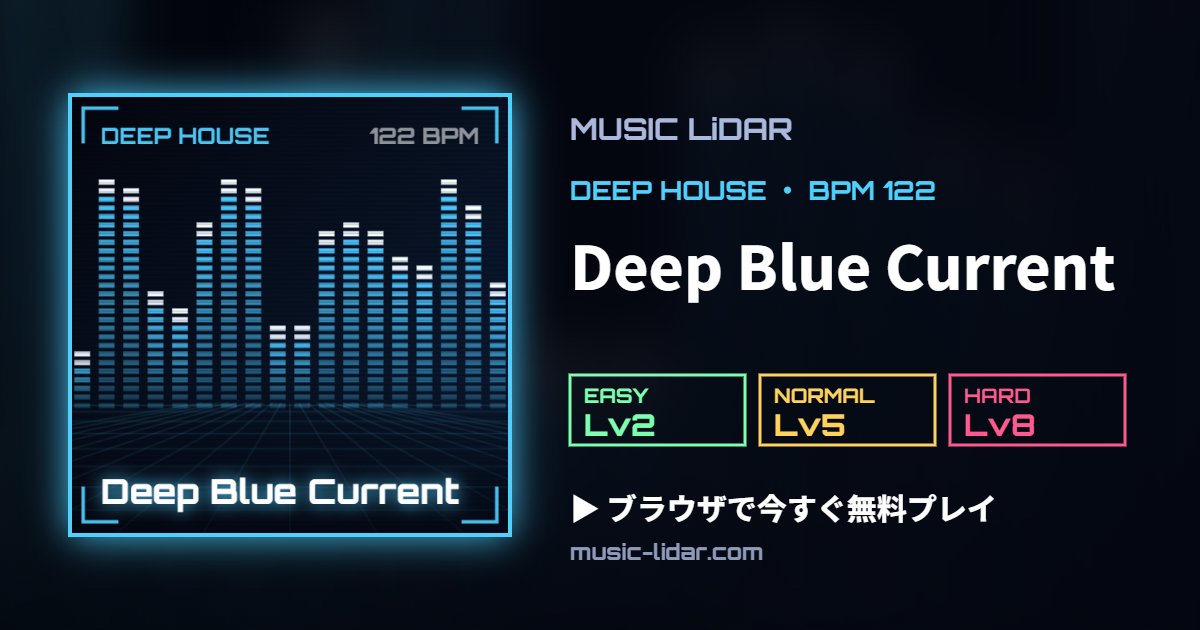 DEEP HOUSE 122 BPM
Deep Blue Current
MUSIC LiDAR
DEEP HOUSE • BPM 122
Deep Blue Current
EASY
Lv2
NORMAL
Lv5
HARD
Lv8
▶ ブラウザで今すぐ無料プレイ
music-lidar.com